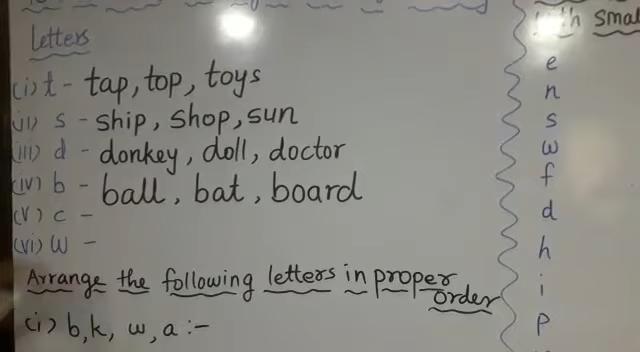 Letters
(i) t - tap, top, toys
(ii) s - ship, shop, sun
(iii) d - donkey, doll, doctor
(iv) b - ball, bat, board
(v) c -
(vi) w -
Arrange the following letters in proper
order
(i) b, k, w, a :-
with small
e
n
s
w
f
d
h
i
p